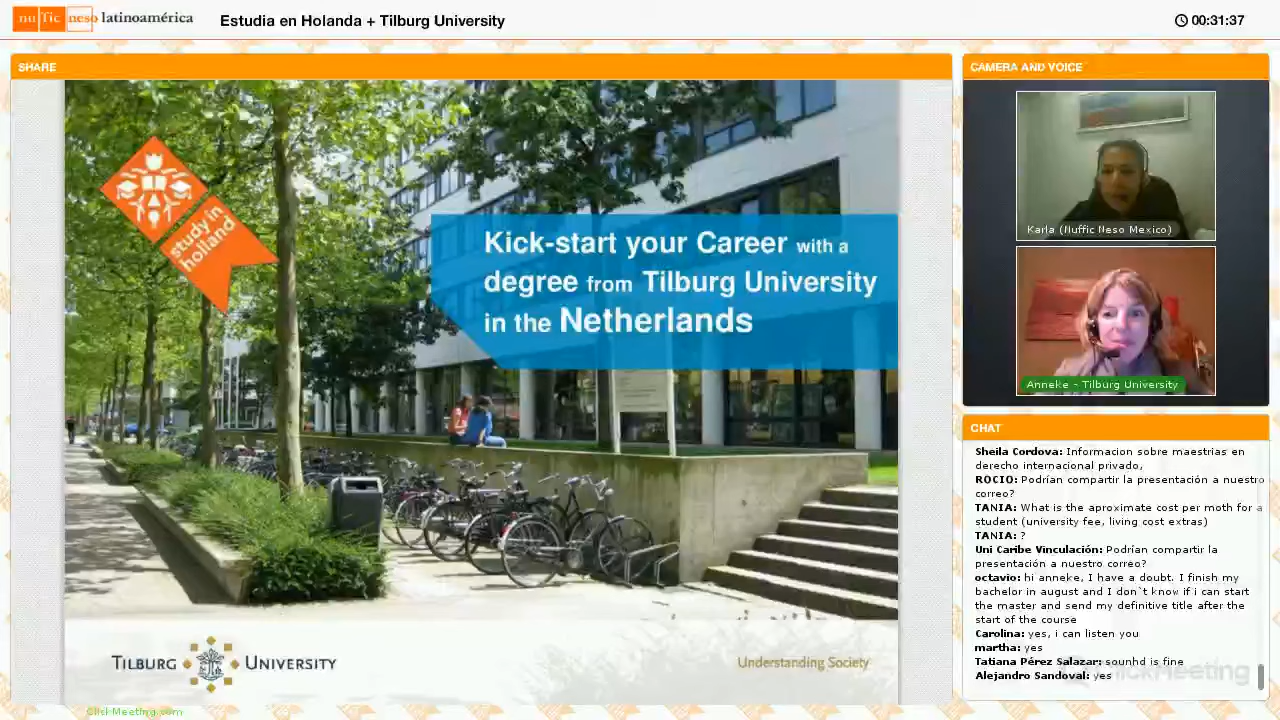 nuffic neso latinoamérica
Estudia en Holanda + Tilburg University
00:31:37
SHARE
study in
holland
Kick-start your Career with a
degree from Tilburg University
in the Netherlands
TILBURG UNIVERSITY
Understanding Society
ClickMeeting.com
CAMERA AND VOICE
Karla (Nuffic Neso Mexico)
Anneke - Tilburg University
CHAT
Sheila Cordova: Informacion sobre maestrias en
derecho internacional privado,
ROCIO: Podrían compartir la presentación a nuestro
correo?
TANIA: What is the aproximate cost per moth for a
student (university fee, living cost extras)
TANIA: ?
Uni Caribe Vinculación: Podrían compartir la
presentación a nuestro correo?
octavio: hi anneke, I have a doubt. I finish my
bachelor in august and I don`t know if i can start
the master and send my definitive title after the
start of the course
Carolina: yes, i can listen you
martha: yes
Tatiana Pérez Salazar: sounhd is fine
Alejandro Sandoval: yes
ClickMeeting